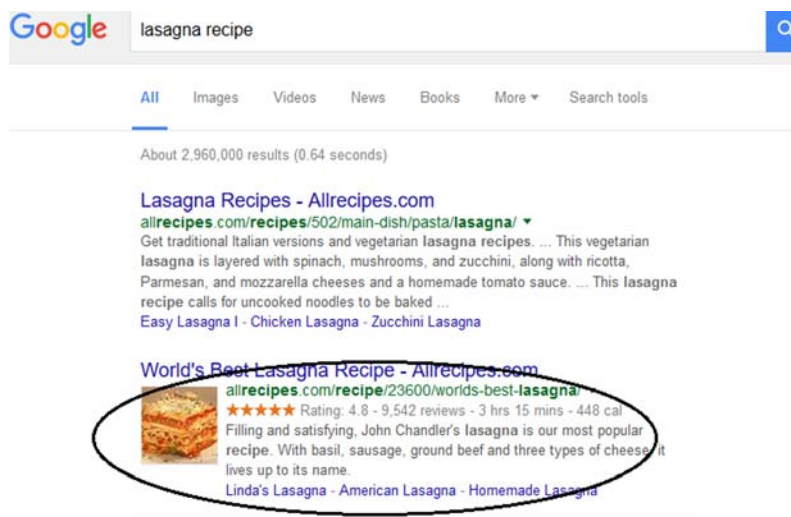 Google lasagna recipe
All Images Videos News Books More ▾ Search tools
About 2,960,000 results (0.64 seconds)
Lasagna Recipes - Allrecipes.com
allrecipes.com/recipes/502/main-dish/pasta/lasagna/ ▾
Get traditional Italian versions and vegetarian lasagna recipes. ... This vegetarian
lasagna is layered with spinach, mushrooms, and zucchini, along with ricotta,
Parmesan, and mozzarella cheeses and a homemade tomato sauce. ... This lasagna
recipe calls for uncooked noodles to be baked ...
Easy Lasagna I - Chicken Lasagna - Zucchini Lasagna
World's Best Lasagna Recipe - Allrecipes.com
allrecipes.com/recipe/23600/worlds-best-lasagna/ ▾
★★★★★ Rating: 4.8 - 9,542 reviews - 3 hrs 15 mins - 448 cal
Filling and satisfying, John Chandler's lasagna is our most popular
recipe. With basil, sausage, ground beef and three types of cheese, it
lives up to its name.
Linda's Lasagna - American Lasagna - Homemade Lasagna